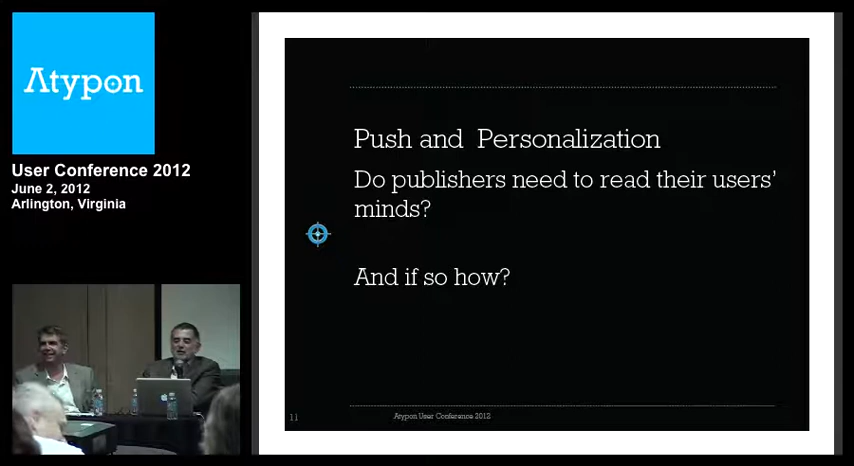 Atypon
User Conference 2012
June 2, 2012
Arlington, Virginia
Push and  Personalization
Do publishers need to read their users’
minds?
And if so how?
11
Atypon User Conference 2012